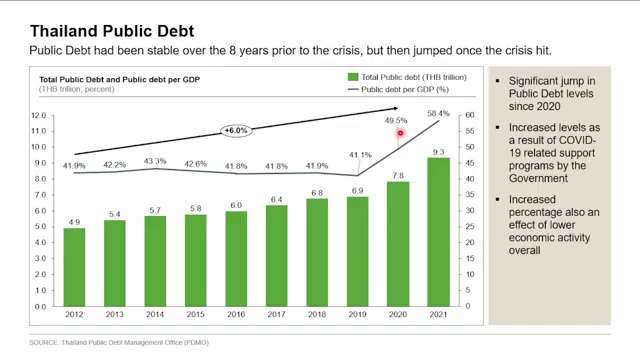 Thailand Public Debt
Public Debt had been stable over the 8 years prior to the crisis, but then jumped once the crisis hit.
Total Public Debt and Public debt per GDP
(THB trillion; percent)
Total Public debt (THB trillion)
Public debt per GDP (%)
12.0
11.0
10.0
9.0
8.0
7.0
6.0
5.0
4.0
3.0
2.0
1.0
0.0
60
55
50
45
40
35
30
25
20
15
10
5
0
+6.0%
41.9%
42.2%
43.3%
42.6%
41.8%
41.8%
41.9%
41.1%
49.5%
58.4%
4.9
5.4
5.7
5.8
6.0
6.4
6.8
6.9
7.8
9.3
2012
2013
2014
2015
2016
2017
2018
2019
2020
2021
Significant jump in
Public Debt levels
since 2020
Increased levels as
a result of COVID-
19 related support
programs by the
Government
Increased
percentage also an
effect of lower
economic activity
overall
SOURCE: Thailand Public Debt Management Office (PDMO)